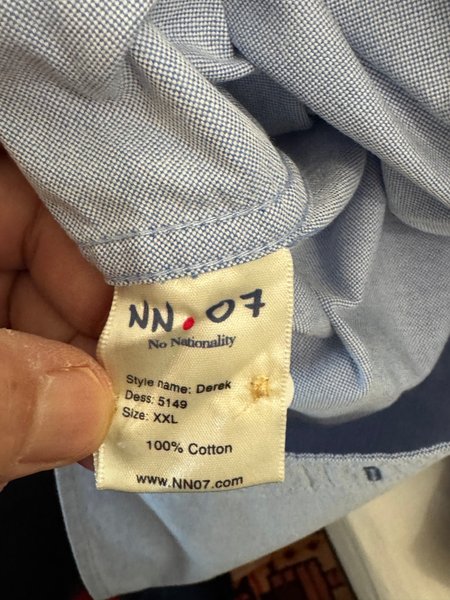 NN.07
No Nationality
Style name: Derek
Dess: 5149
Size: XXL
100% Cotton
www.NN07.com